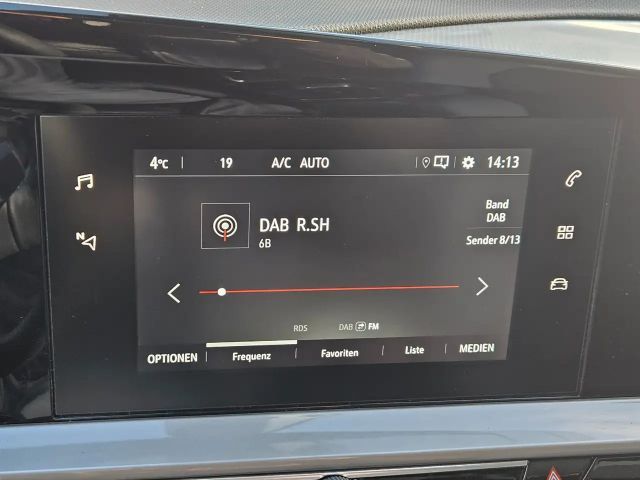 4°C 19 A/C AUTO 14:13
N
DAB R.SH
6B
Band
DAB
Sender 8/13
RDS DAB FM
OPTIONEN Frequenz Favoriten Liste MEDIEN